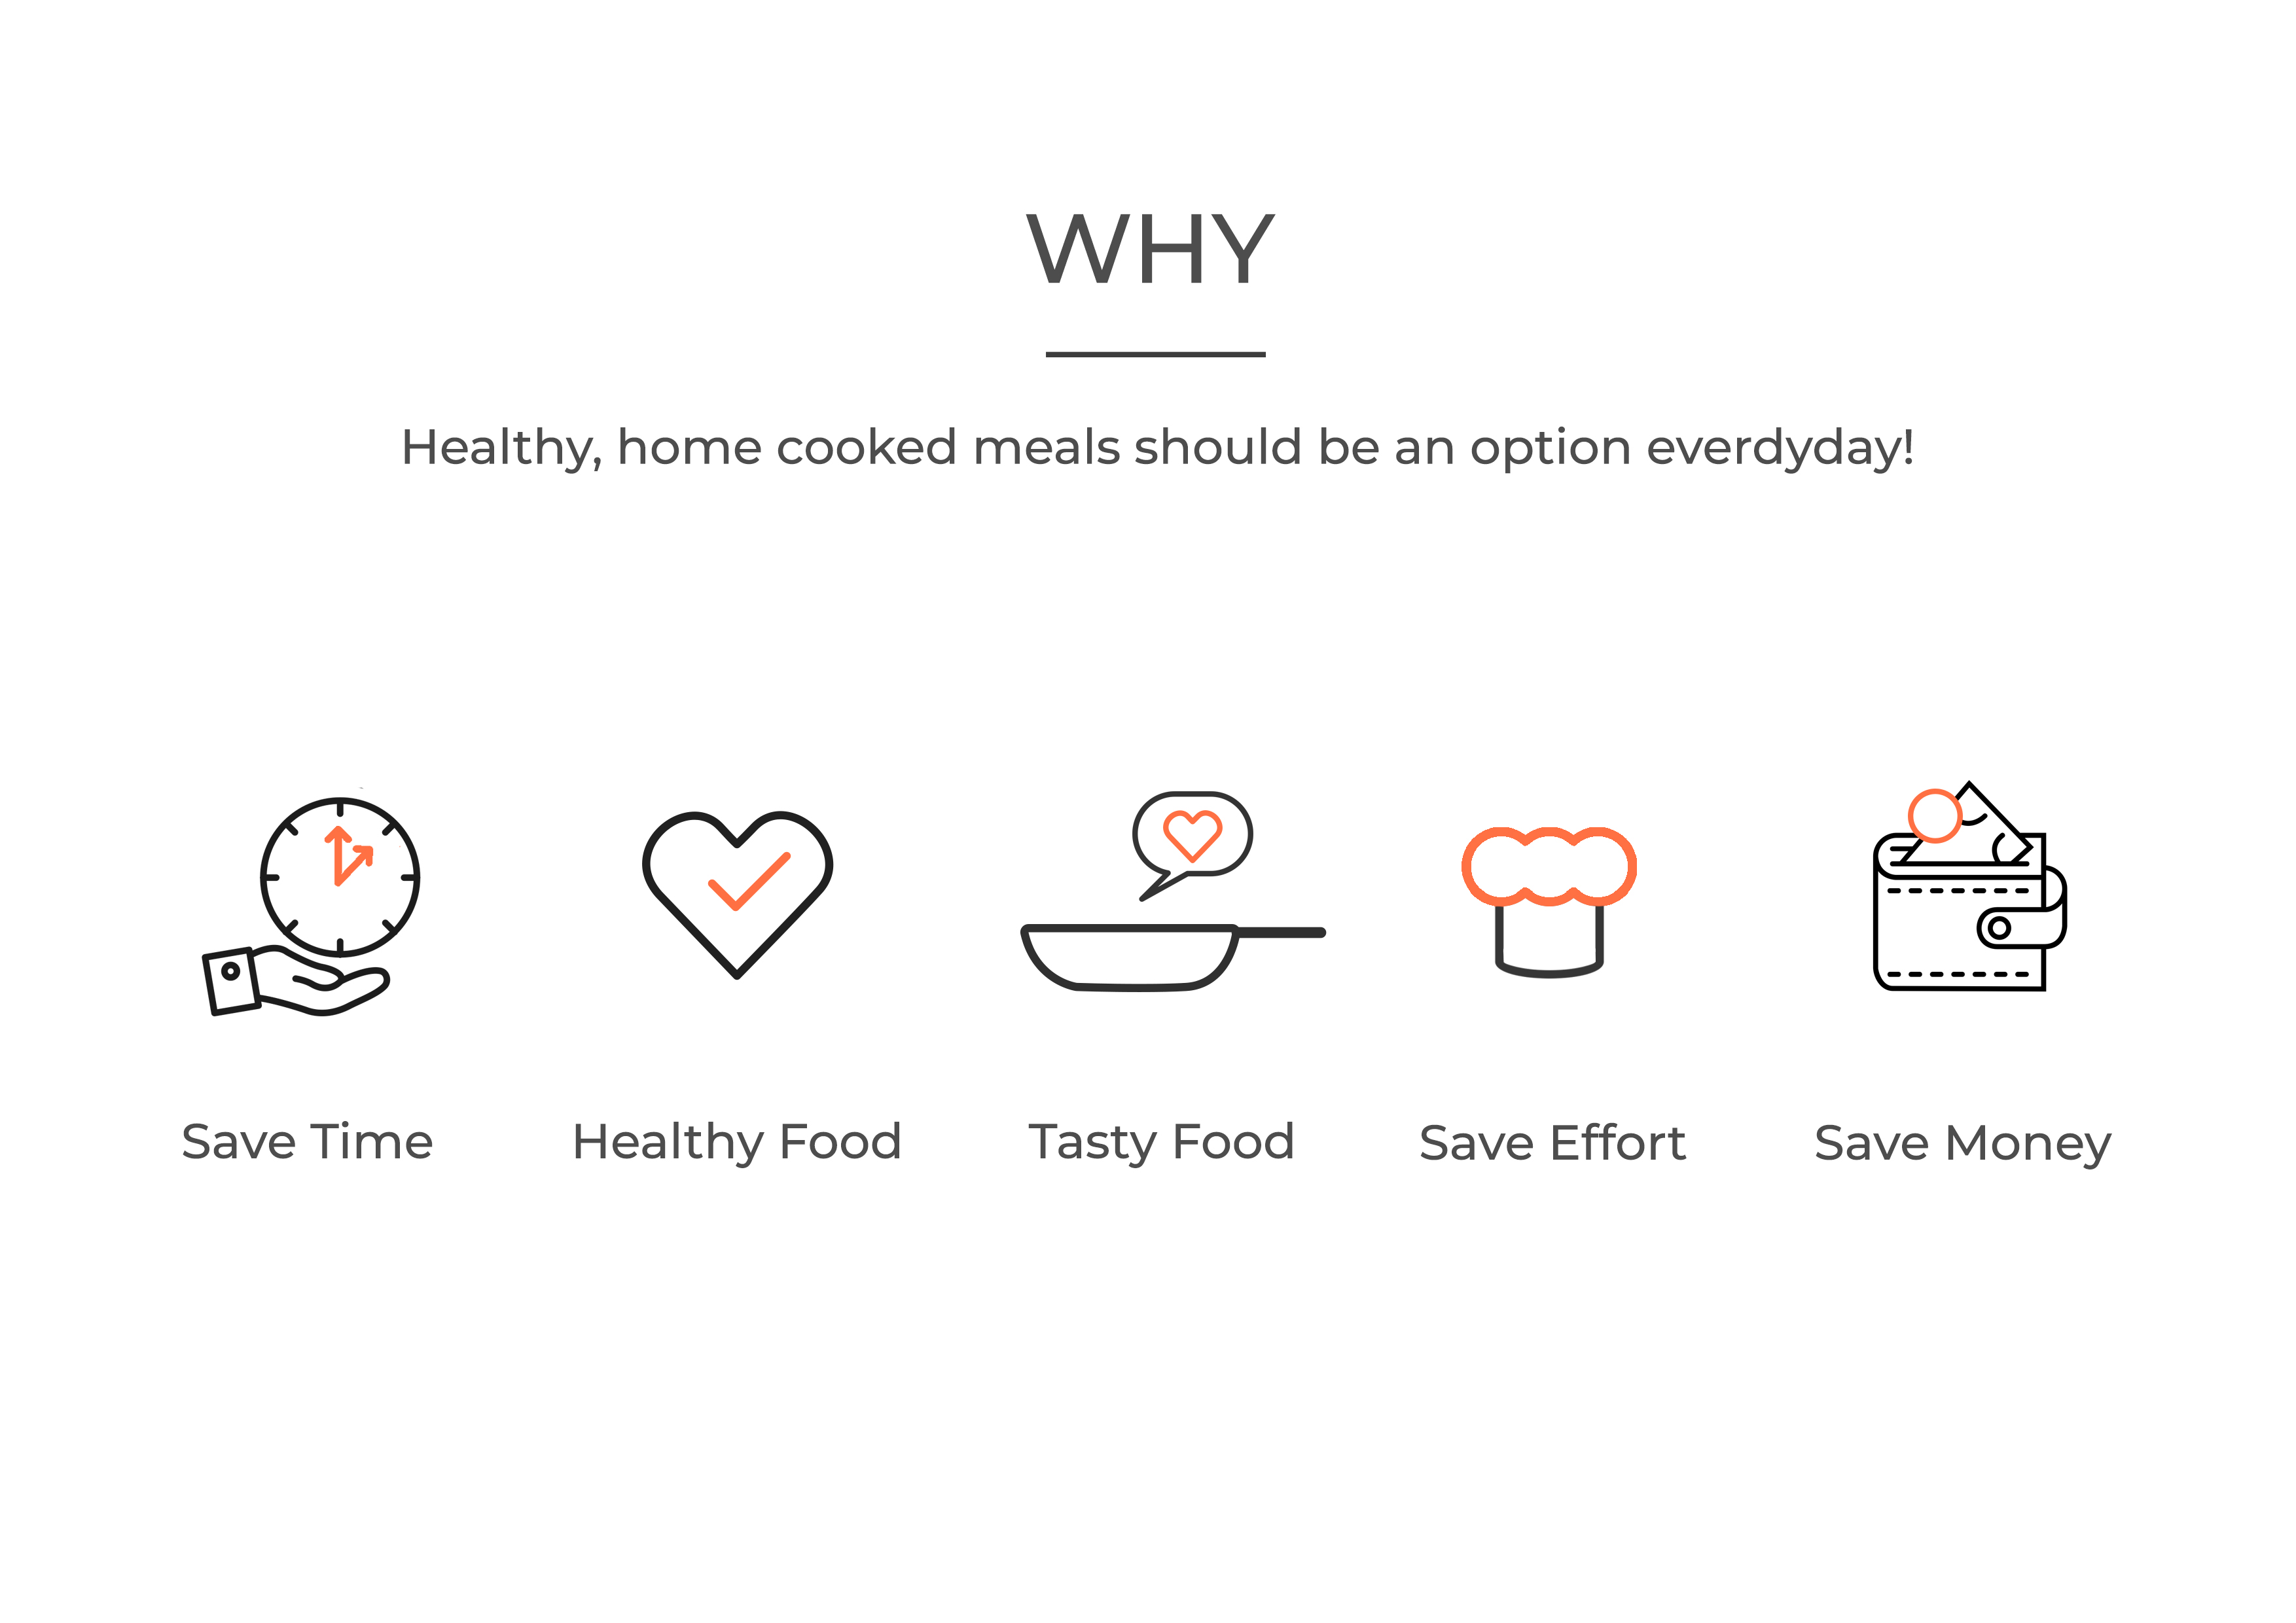 WHY
Healthy, home cooked meals should be an option everdyday!
Save Time
Healthy Food
Tasty Food
Save Effort
Save Money